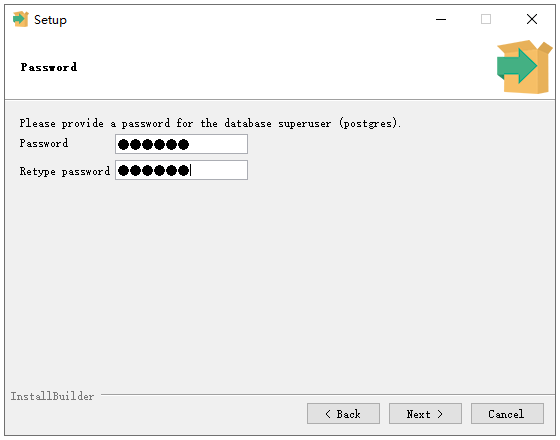 Setup
Password
Please provide a password for the database superuser (postgres).
Password ●●●●●●
Retype password ●●●●●●
InstallBuilder
< Back Next > Cancel